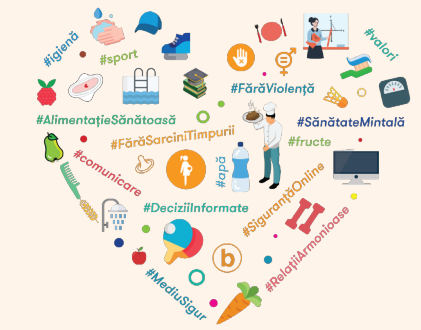 #igienă
#sport
#valori
#FărăViolență
#AlimentațieSănătoasă
#SănătateMintală
#FărăSarciniTimpurii
#fructe
#comunicare
#apă
#SiguranțăOnline
#DeciziiInformate
#RelațiiArmonioase
#MediuSigur
b